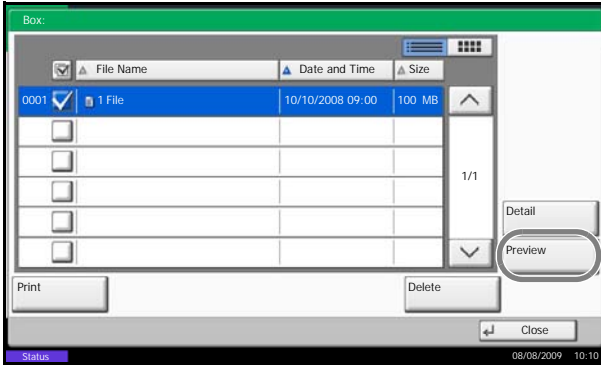 Box:
File Name Date and Time Size
0001 1 File 10/10/2008 09:00 100 MB
1/1
Detail
Preview
Print Delete
Close
Status 08/08/2009 10:10